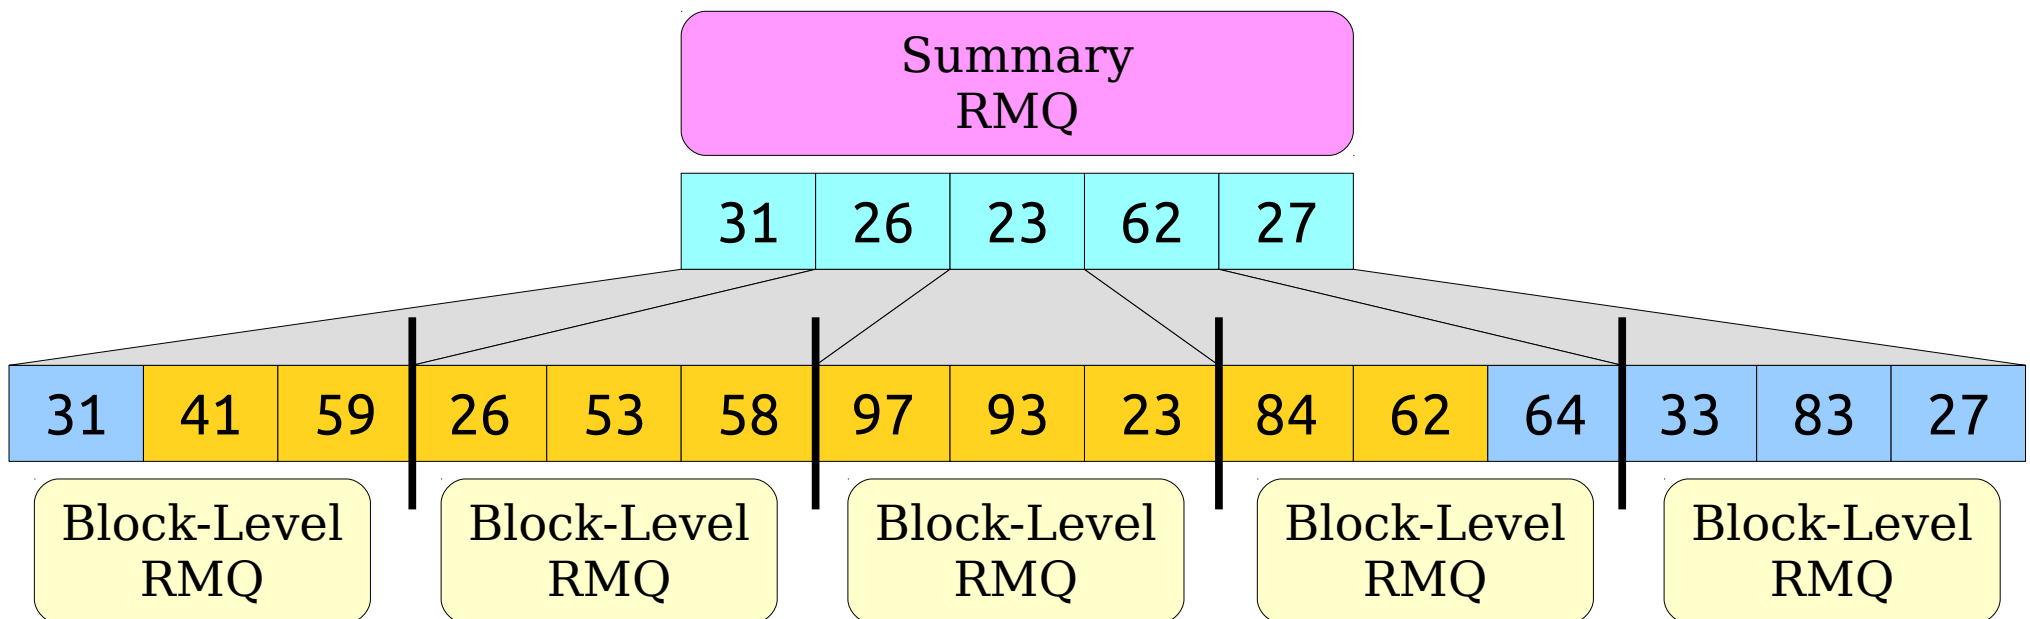 Summary
RMQ
31 26 23 62 27
31 41 59 26 53 58 97 93 23 84 62 64 33 83 27
Block-Level Block-Level Block-Level Block-Level Block-Level
RMQ RMQ RMQ RMQ RMQ